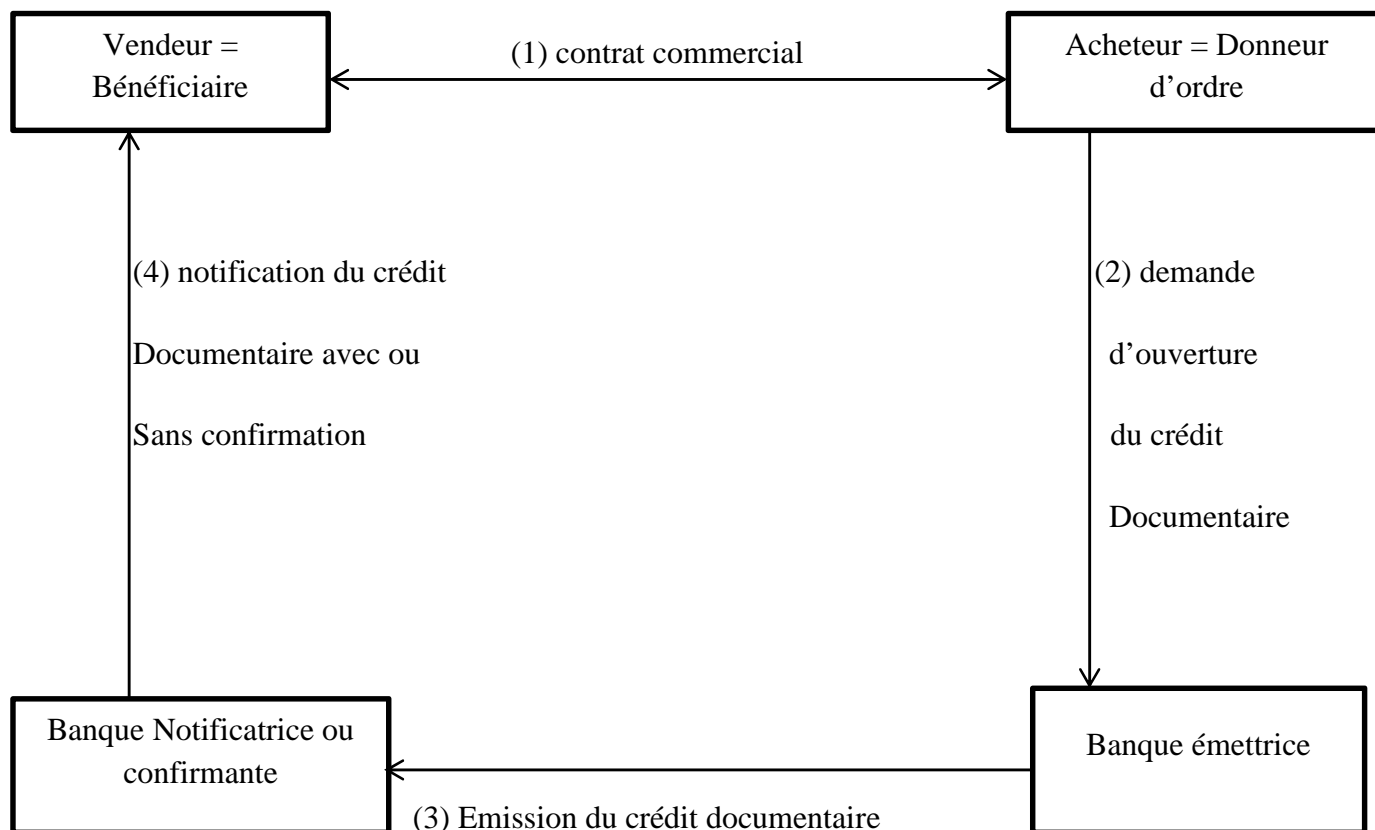 Vendeur =
Bénéficiaire
(1) contrat commercial
Acheteur = Donneur
d’ordre
(4) notification du crédit
Documentaire avec ou
Sans confirmation
(2) demande
d’ouverture
du crédit
Documentaire
Banque Notificatrice ou
confirmante
Banque émettrice
(3) Emission du crédit documentaire